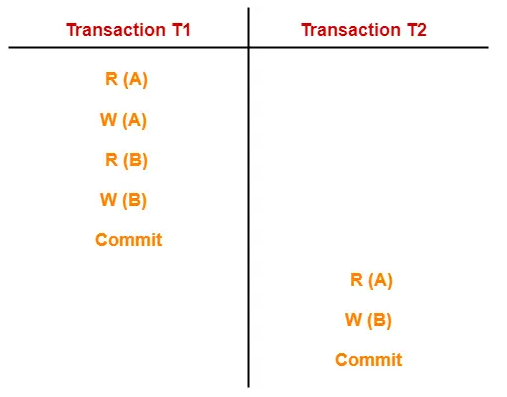 Transaction T1 Transaction T2
R (A)
W (A)
R (B)
W (B)
Commit
R (A)
W (B)
Commit